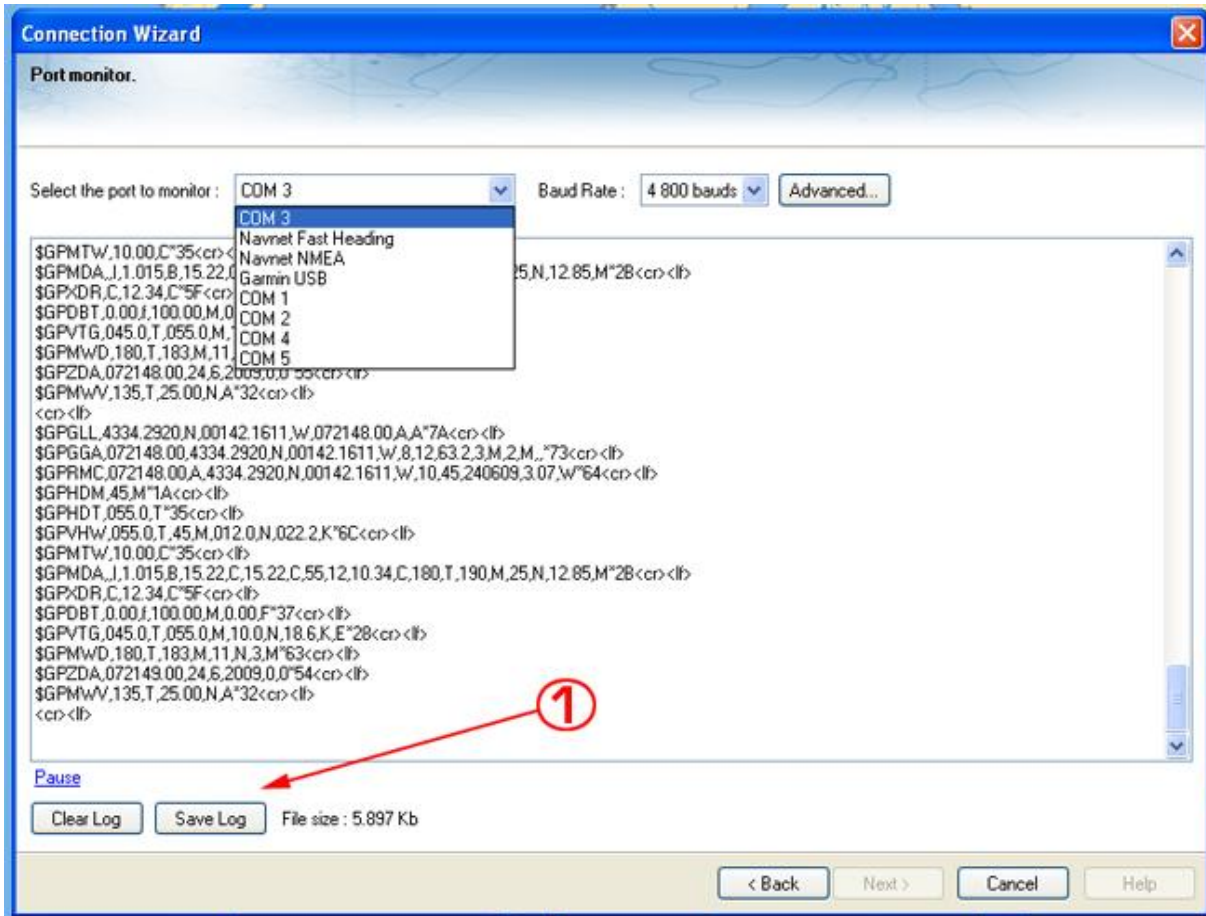 Connection Wizard
Port monitor.
Select the port to monitor : COM 3 Baud Rate : 4 800 bauds Advanced...
COM 3
Navnet Fast Heading
Navnet NMEA
Garmin USB
COM 1
COM 2
COM 4
COM 5
$GPMTW,10.00,C*35<cr><
$GPMDA,,I,1.015,B,15.22,0 25,N,12.85,M*2B<cr><lf>
$GPXDR,C,12.34,C*5F<cr>
$GPDBT,0.00,f,100.00,M,0
$GPVTG,045.0,T,055.0,M,
$GPMWD,180,T,183,M,11,
$GPZDA,072148.00,24,6,2009,0,0*55<cr><lf>
$GPMWV,135,T,25.00,N,A*32<cr><lf>
<cr><lf>
$GPGLL,4334.2920,N,00142.1611,W,072148.00,A,A*7A<cr><lf>
$GPGGA,072148.00,4334.2920,N,00142.1611,W,8,12,63.2,3,M,2,M,,*73<cr><lf>
$GPRMC,072148.00,A,4334.2920,N,00142.1611,W,10,45,240609,3.07,W*64<cr><lf>
$GPHDM,45,M*1A<cr><lf>
$GPHDT,055.0,T*35<cr><lf>
$GPVHW,055.0,T,45,M,012.0,N,022.2,K*6C<cr><lf>
$GPMTW,10.00,C*35<cr><lf>
$GPMDA,,I,1.015,B,15.22,C,15.22,C,55,12,10.34,C,180,T,190,M,25,N,12.85,M*2B<cr><lf>
$GPXDR,C,12.34,C*5F<cr><lf>
$GPDBT,0.00,f,100.00,M,0.00,F*37<cr><lf>
$GPVTG,045.0,T,055.0,M,10.0,N,18.6,K,E*28<cr><lf>
$GPMWD,180,T,183,M,11,N,3,M*63<cr><lf>
$GPZDA,072149.00,24,6,2009,0,0*54<cr><lf>
$GPMWV,135,T,25.00,N,A*32<cr><lf>
<cr><lf>
①
Pause
Clear Log Save Log File size : 5.897 Kb
< Back Next > Cancel Help